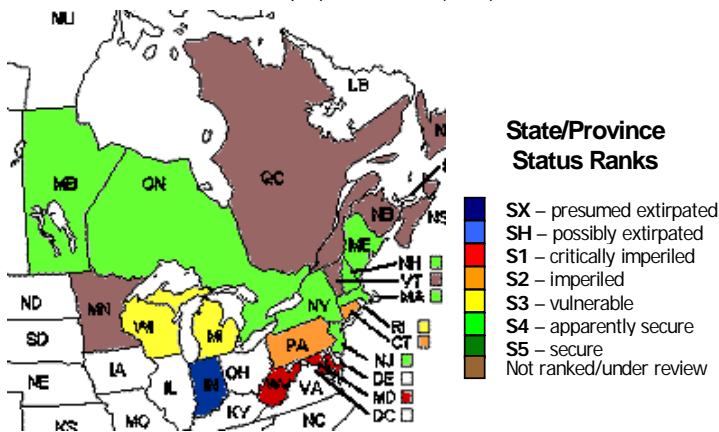 NU
LB
MB
ON
QC
NB
NS
ME
NH
VT
MA
ND
MN
NY
WI
SD
MI
RI
CT
PA
NJ
IA
OH
DE
NE
IL
IN
MD
VA
DC
KY
KS
MO
NC
State/Province
Status Ranks
SX – presumed extirpated
SH – possibly extirpated
S1 – critically imperiled
S2 – imperiled
S3 – vulnerable
S4 – apparently secure
S5 – secure
Not ranked/under review